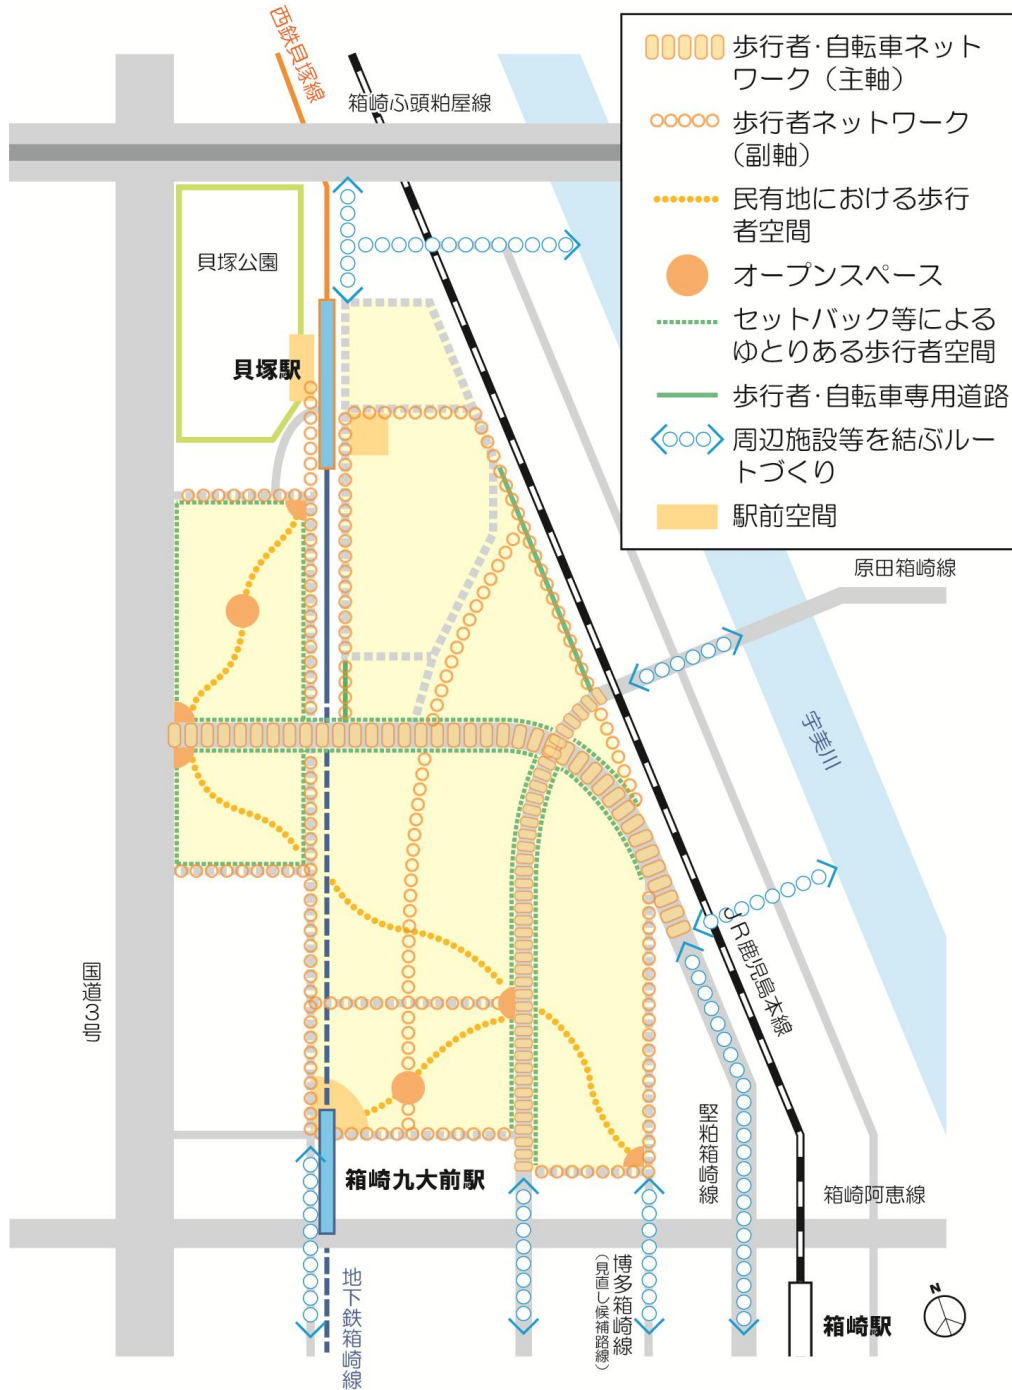 西鉄貝塚線
箱崎ふ頭粕屋線
歩行者・自転車ネット
ワーク（主軸）
歩行者ネットワーク
（副軸）
民有地における歩行
者空間
オープンスペース
セットバック等による
ゆとりある歩行者空間
歩行者・自転車専用道路
周辺施設等を結ぶルー
トづくり
駅前空間
貝塚公園
貝塚駅
原田箱崎線
宇美川
国道3号
JR鹿児島本線
堅粕箱崎線
箱崎九大前駅
箱崎阿恵線
地下鉄箱崎線
博多箱崎線
（見直し候補路線）
箱崎駅
N